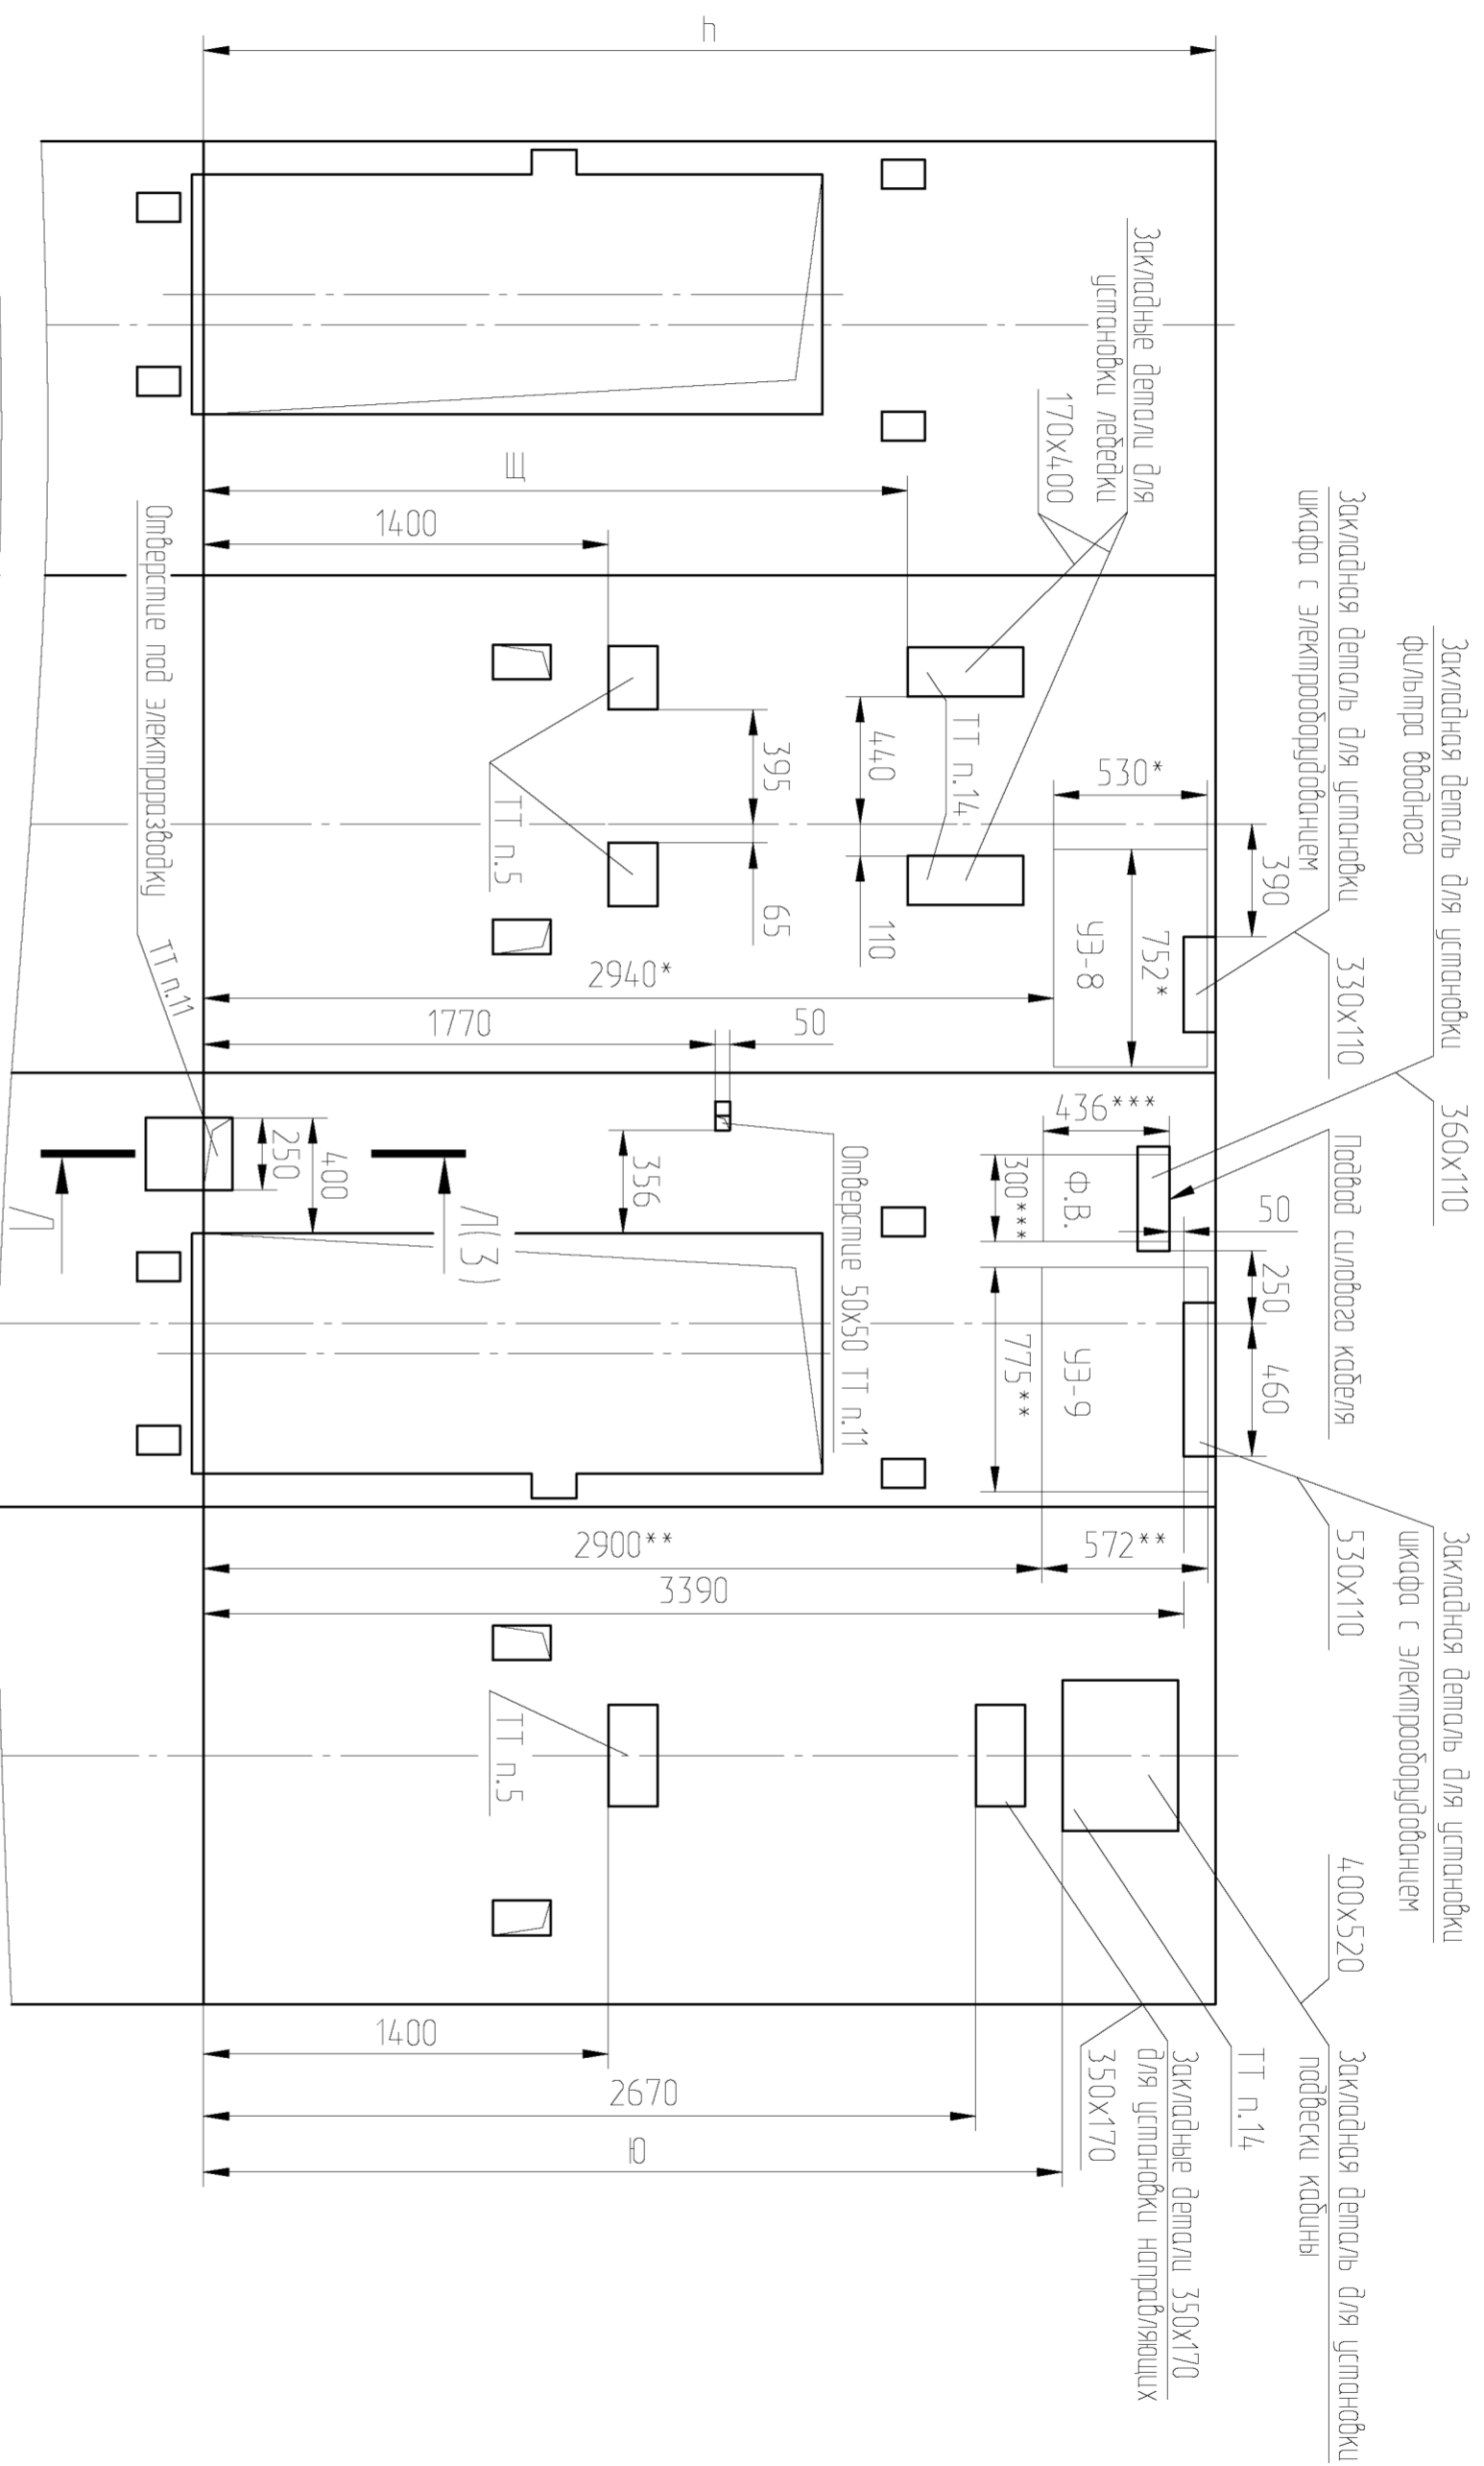 Закладная деталь для установки
фильтра вводного
360х110
Закладная деталь для установки
шкафа с электрооборудованием
330х110
Подвод силового кабеля
Закладная деталь для установки
шкафа с электрооборудованием
530х110
400х520
Закладная деталь для установки
подвески кабины
ТТ п.14
Закладные детали 350х170
для установки направляющих
350х170
Закладные детали для
установки лебедки
170х400
390
50
250
460
530*
752*
УЭ-8
436***
300***
Ф.В.
775**
УЭ-9
572**
2900**
3390
ТТ п.14
440
110
395
65
ТТ п.5
2940*
1770
50
356
Отверстие 50х50 ТТ п.11
h
Щ
1400
Отверстие под электроразводку
ТТ п.11
250
400
Л
Л(3)
ТТ п.5
1400
2670
Ю